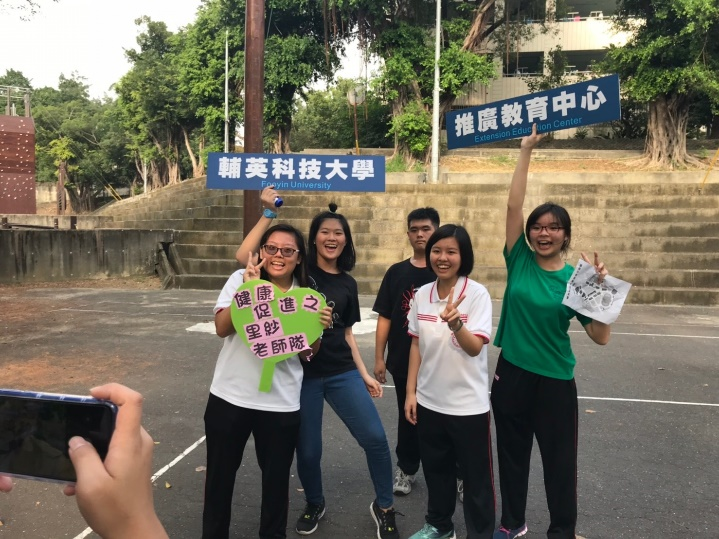 輔英科技大學
Fooyin University
推廣教育中心
Extension Education Center
健康
促進之
里紗
老師隊